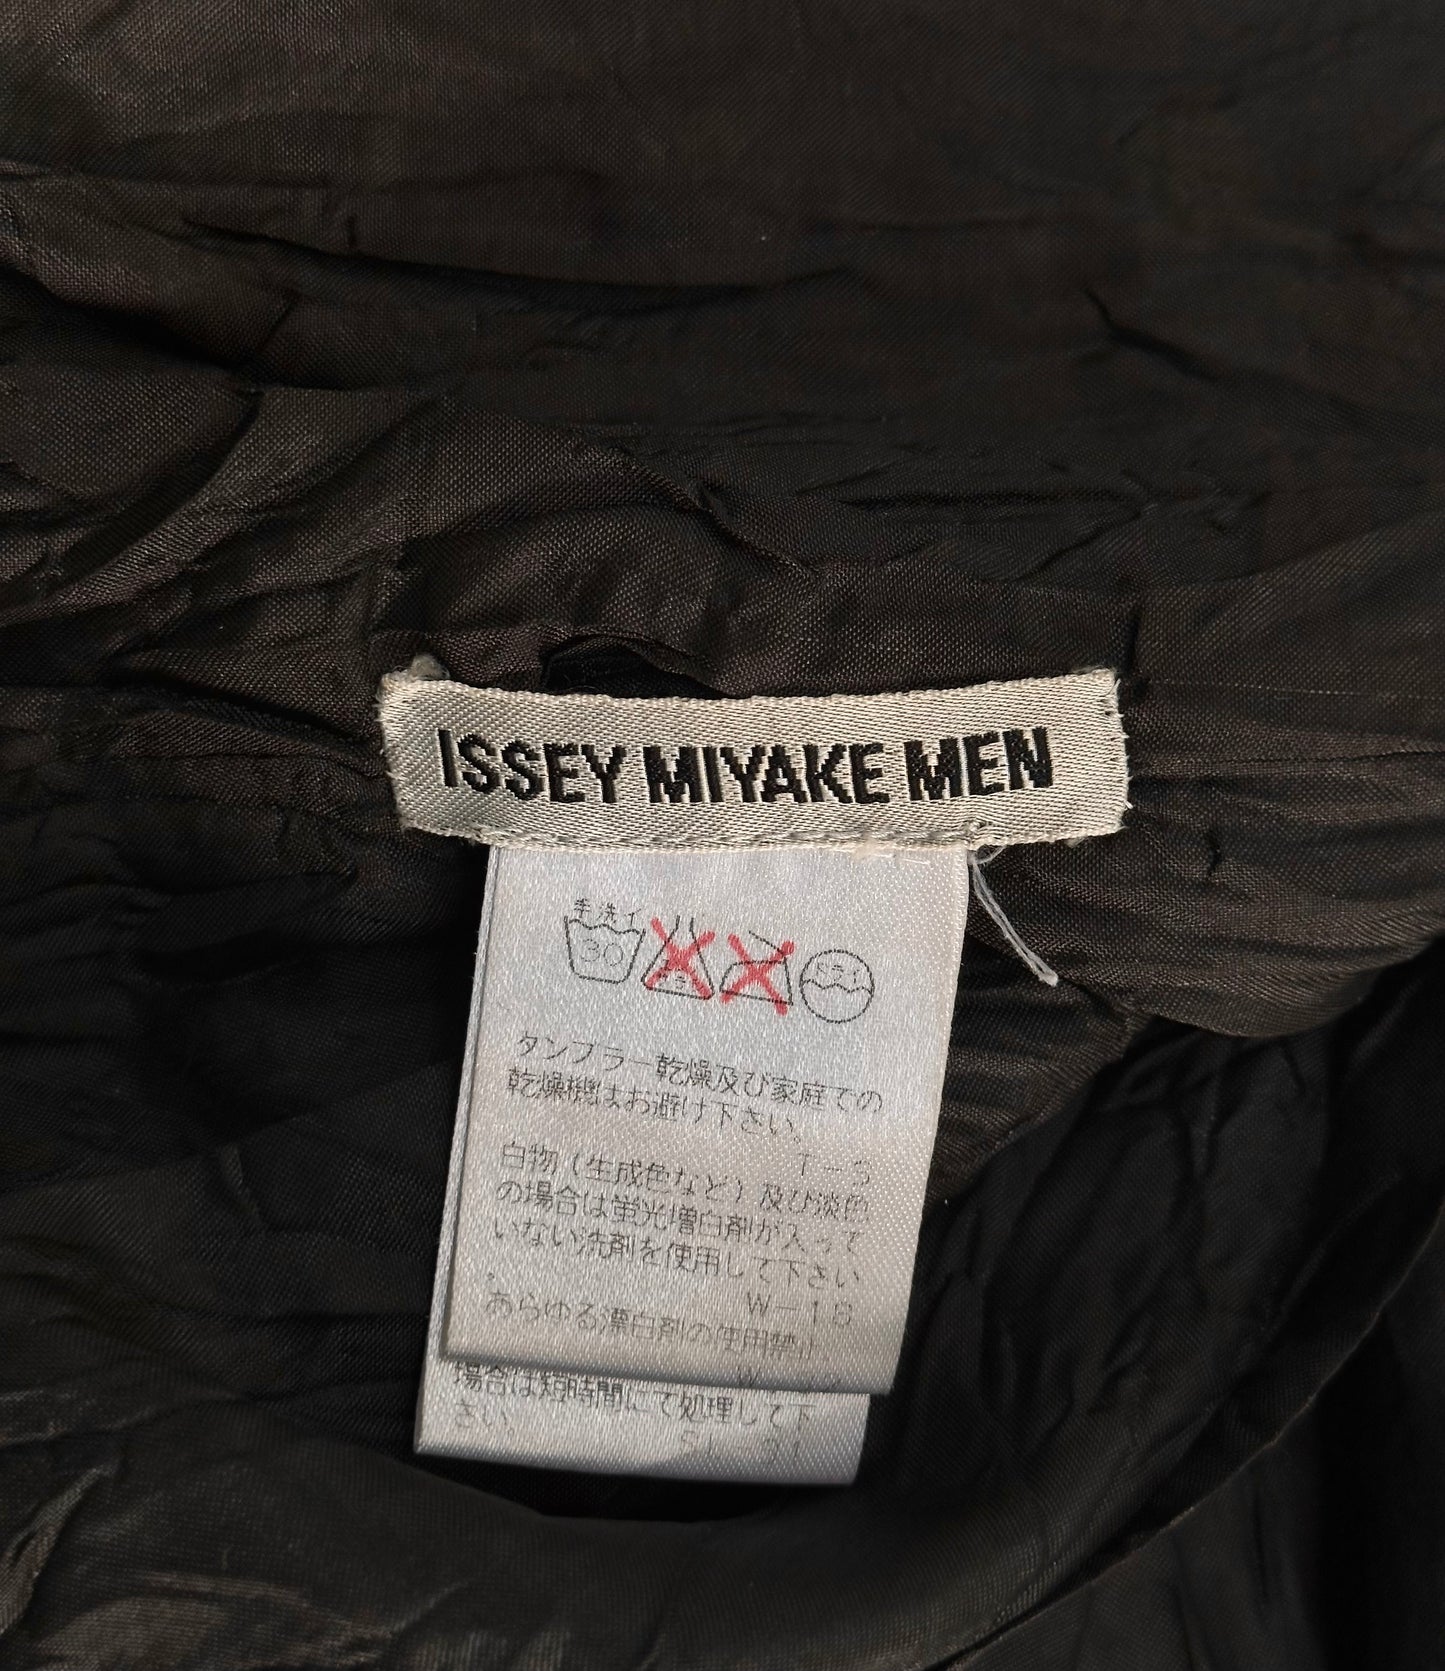 ISSEY MIYAKE MEN
手洗イ
30
ドライ
タンブラー乾燥及び家庭での
乾燥機はお避け下さい。
T-3
白物(生成色など)及び淡色
の場合は蛍光増白剤が入って
いない洗剤を使用して下さい
。
W-18
あらゆる漂白剤の使用禁止
W
場合は短時間にて処理して下
さい。